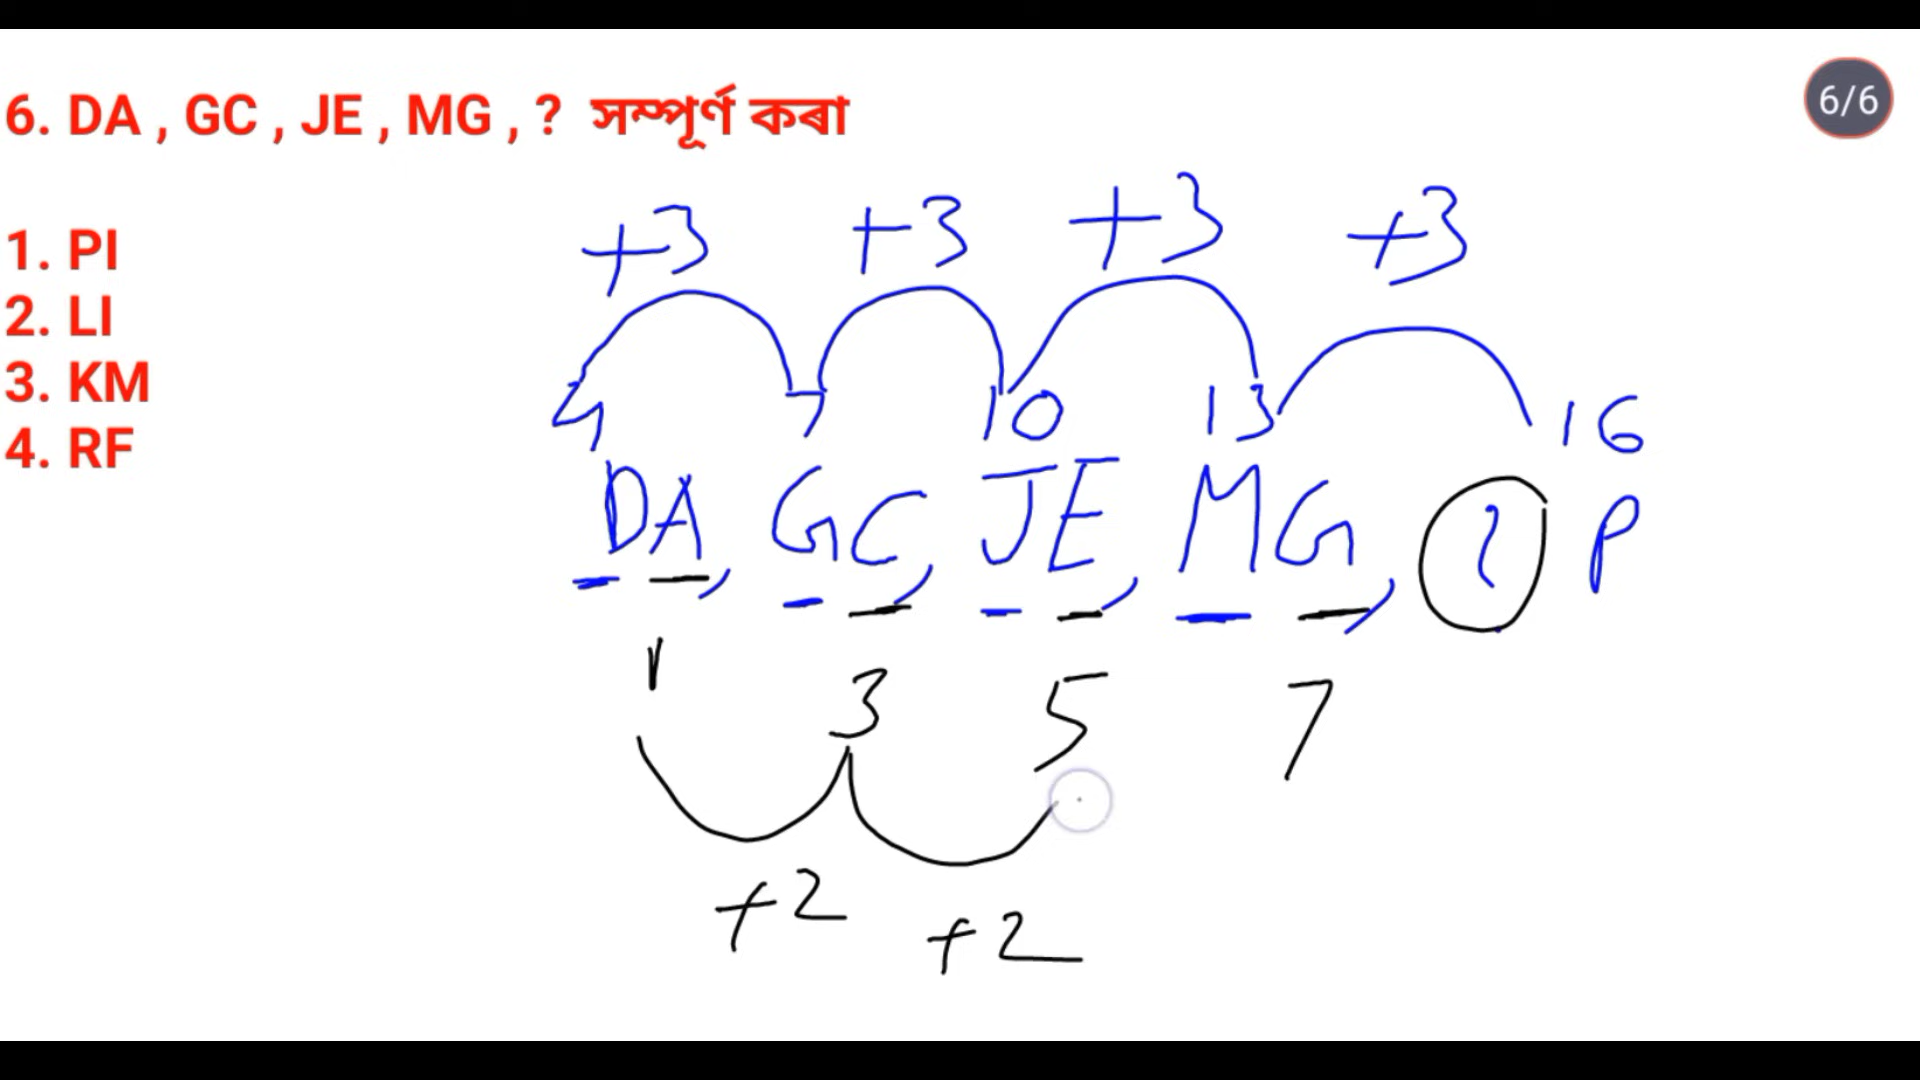 6. DA , GC , JE , MG , ? সম্পূৰ্ণ কৰা
6/6
1. PI
2. LI
3. KM
4. RF
+3 +3 +3 +3
4 7 10 13 16
DA, GC, JE, MG, ? P
1 3 5 7
+2 +2